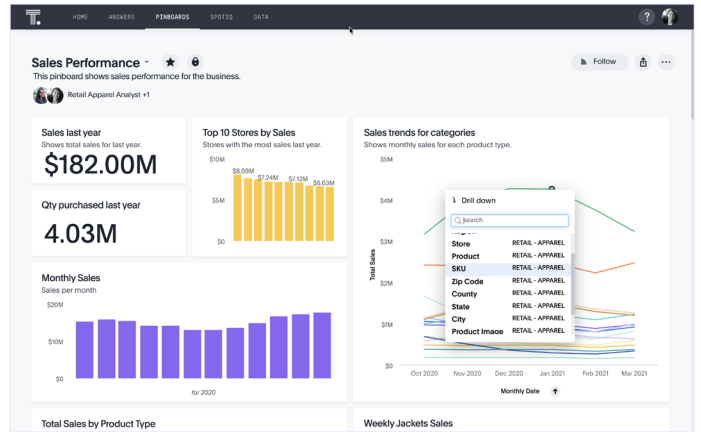 T.
HOME ANSWERS PINBOARDS SPOTIQ DATA
?
Sales Performance
This pinboard shows sales performance for the business.
Retail Apparel Analyst +1
Follow
Sales last year
Shows total sales for last year.
$182.00M
Qty purchased last year
4.03M
Top 10 Stores by Sales
Stores with the most sales last year.
$10M
$8.09M
$7.24M
$7.12M
$6.63M
$5M
$0
Monthly Sales
Sales per month
$20M
$10M
$0
for 2020
Sales trends for categories
Shows monthly sales for each product type.
$5M
$4M
$3M
$2M
$1M
$0
Total Sales
Drill down
Search
Region
Store RETAIL - APPAREL
Product RETAIL - APPAREL
SKU RETAIL - APPAREL
Zip Code RETAIL - APPAREL
County RETAIL - APPAREL
State RETAIL - APPAREL
City RETAIL - APPAREL
Product Image RETAIL - APPAREL
Oct 2020 Nov 2020 Dec 2020 Jan 2021 Feb 2021 Mar 2021
Monthly Date
Total Sales by Product Type
Weekly Jackets Sales